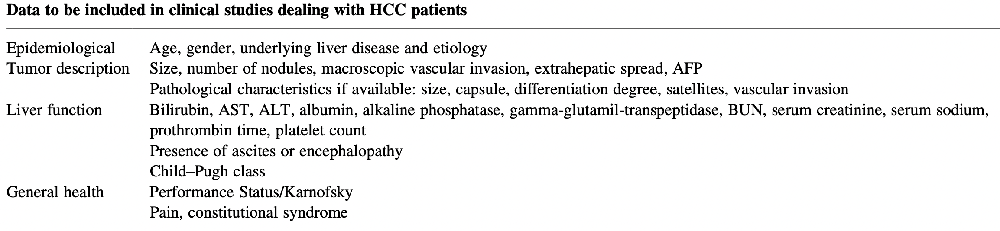 Data to be included in clinical studies dealing with HCC patients
Epidemiological Age, gender, underlying liver disease and etiology
Tumor description Size, number of nodules, macroscopic vascular invasion, extrahepatic spread, AFP
Pathological characteristics if available: size, capsule, differentiation degree, satellites, vascular invasion
Liver function Bilirubin, AST, ALT, albumin, alkaline phosphatase, gamma-glutamil-transpeptidase, BUN, serum creatinine, serum sodium,
prothrombin time, platelet count
Presence of ascites or encephalopathy
Child–Pugh class
General health Performance Status/Karnofsky
Pain, constitutional syndrome